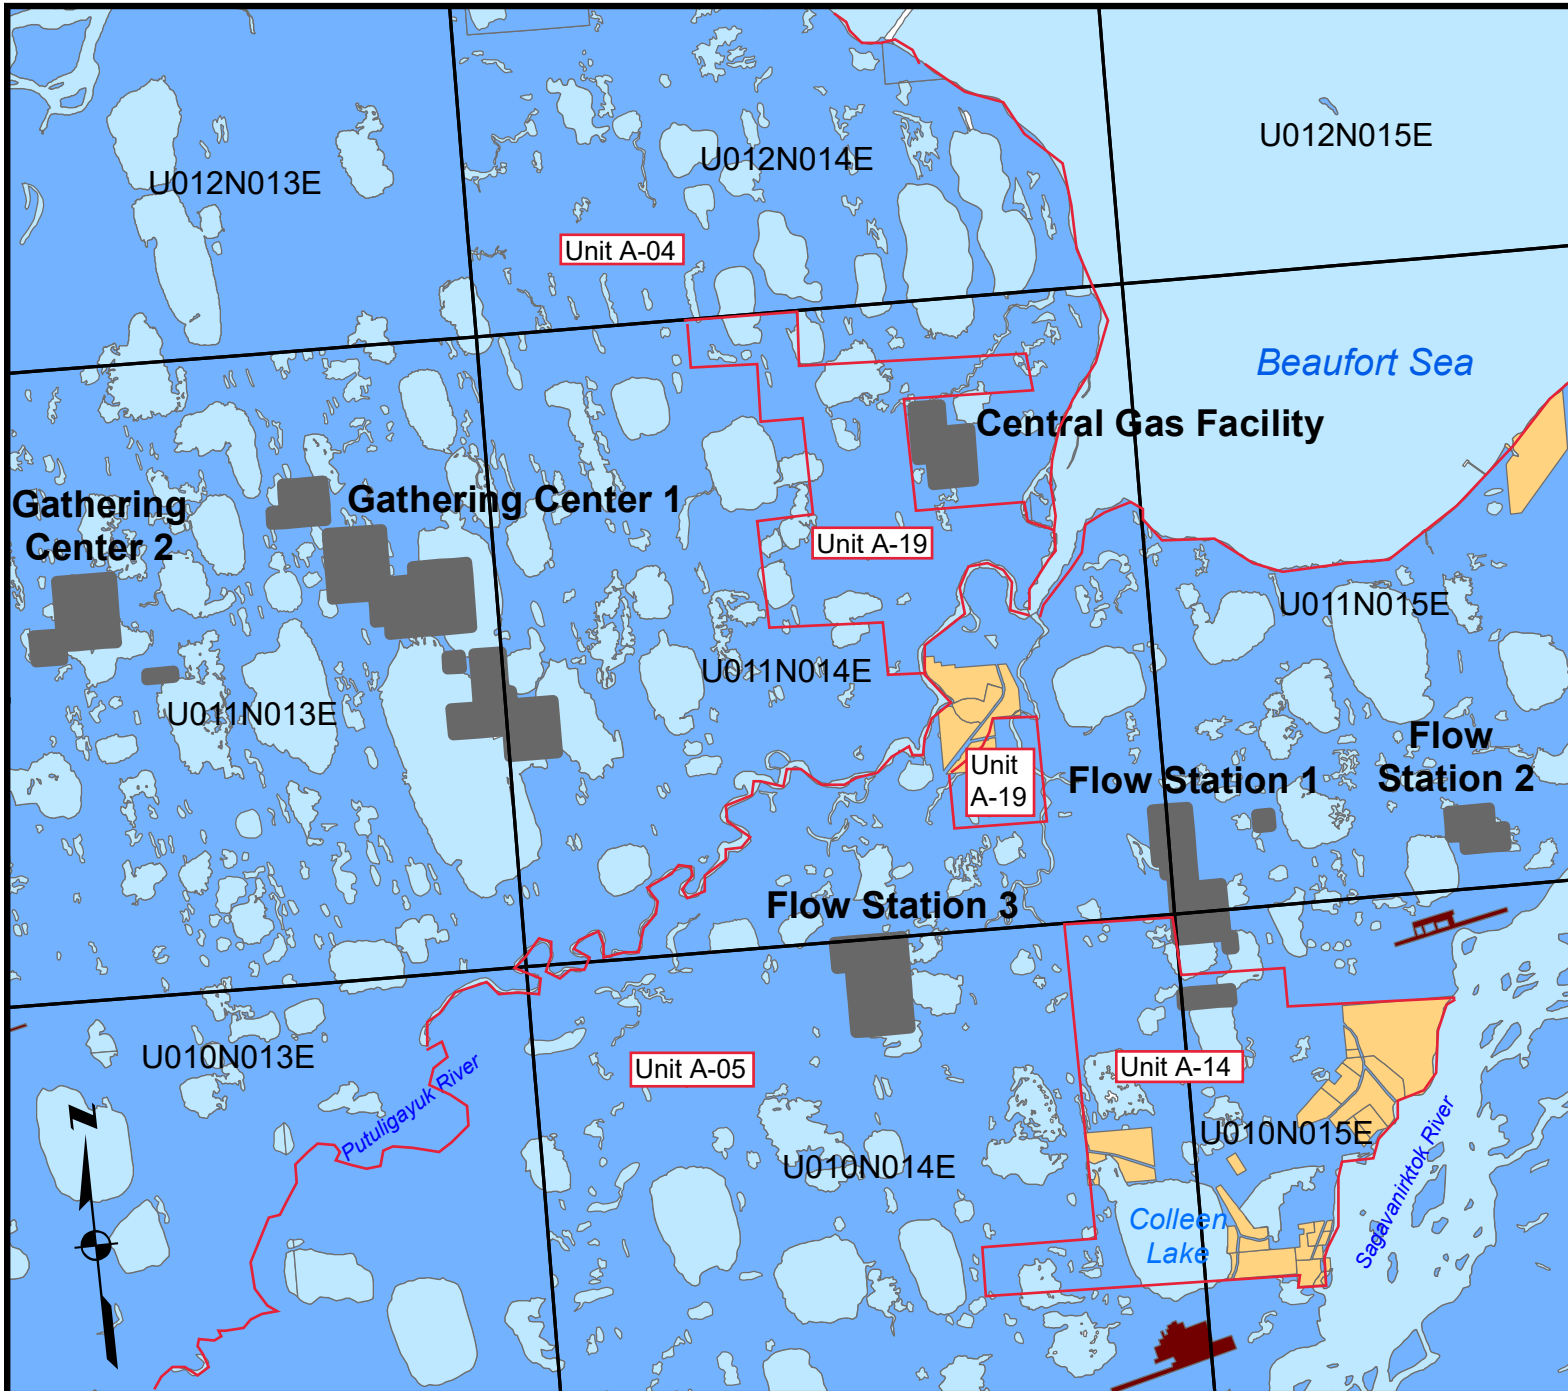 U012N015E
U012N014E
U012N013E
Unit A-04
Beaufort Sea
Central Gas Facility
Gathering
Center 2
Gathering Center 1
Unit A-19
U011N015E
U011N014E
U011N013E
Flow
Station 2
Unit
A-19
Flow Station 1
Flow Station 3
U010N013E
Putuligayuk River
Unit A-05
Unit A-14
U010N015E
U010N014E
Sagavanirktok River
Colleen
Lake
N